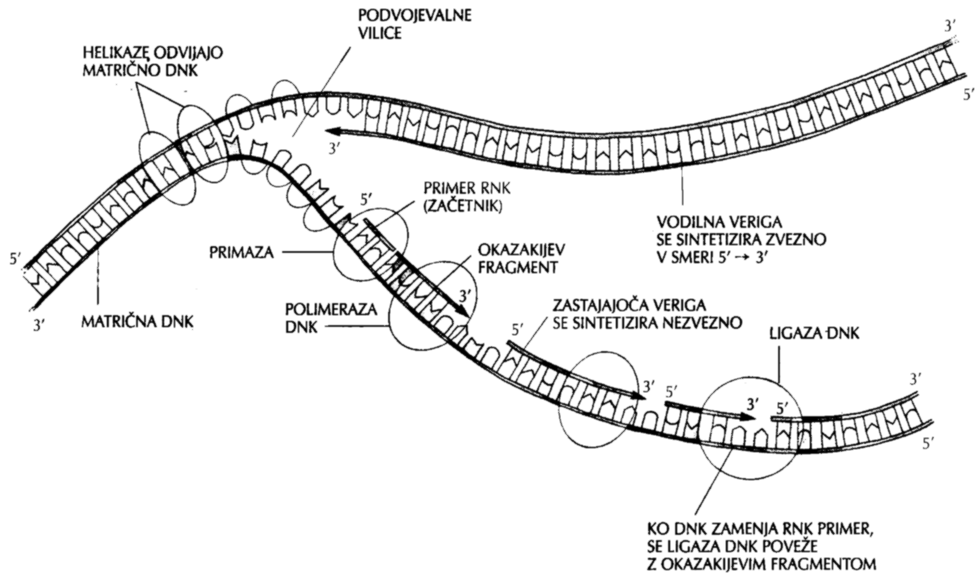 PODVOJEVALNE
VILICE
HELIKAZE ODVIJAJO
MATRIČNO DNK
3'
5'
3'
VODILNA VERIGA
SE SINTETIZIRA ZVEZNO
V SMERI 5' → 3'
5'
PRIMER RNK
(ZAČETNIK)
PRIMAZA
OKAZAKIJEV
FRAGMENT
5'
3'
MATRIČNA DNK
POLIMERAZA
DNK
3'
5'
ZASTAJAJOČA VERIGA
SE SINTETIZIRA NEZVEZNO
LIGAZA DNK
3'
5'
3'
5'
3'
5'
KO DNK ZAMENJA RNK PRIMER,
SE LIGAZA DNK POVEŽE
Z OKAZAKIJEVIM FRAGMENTOM